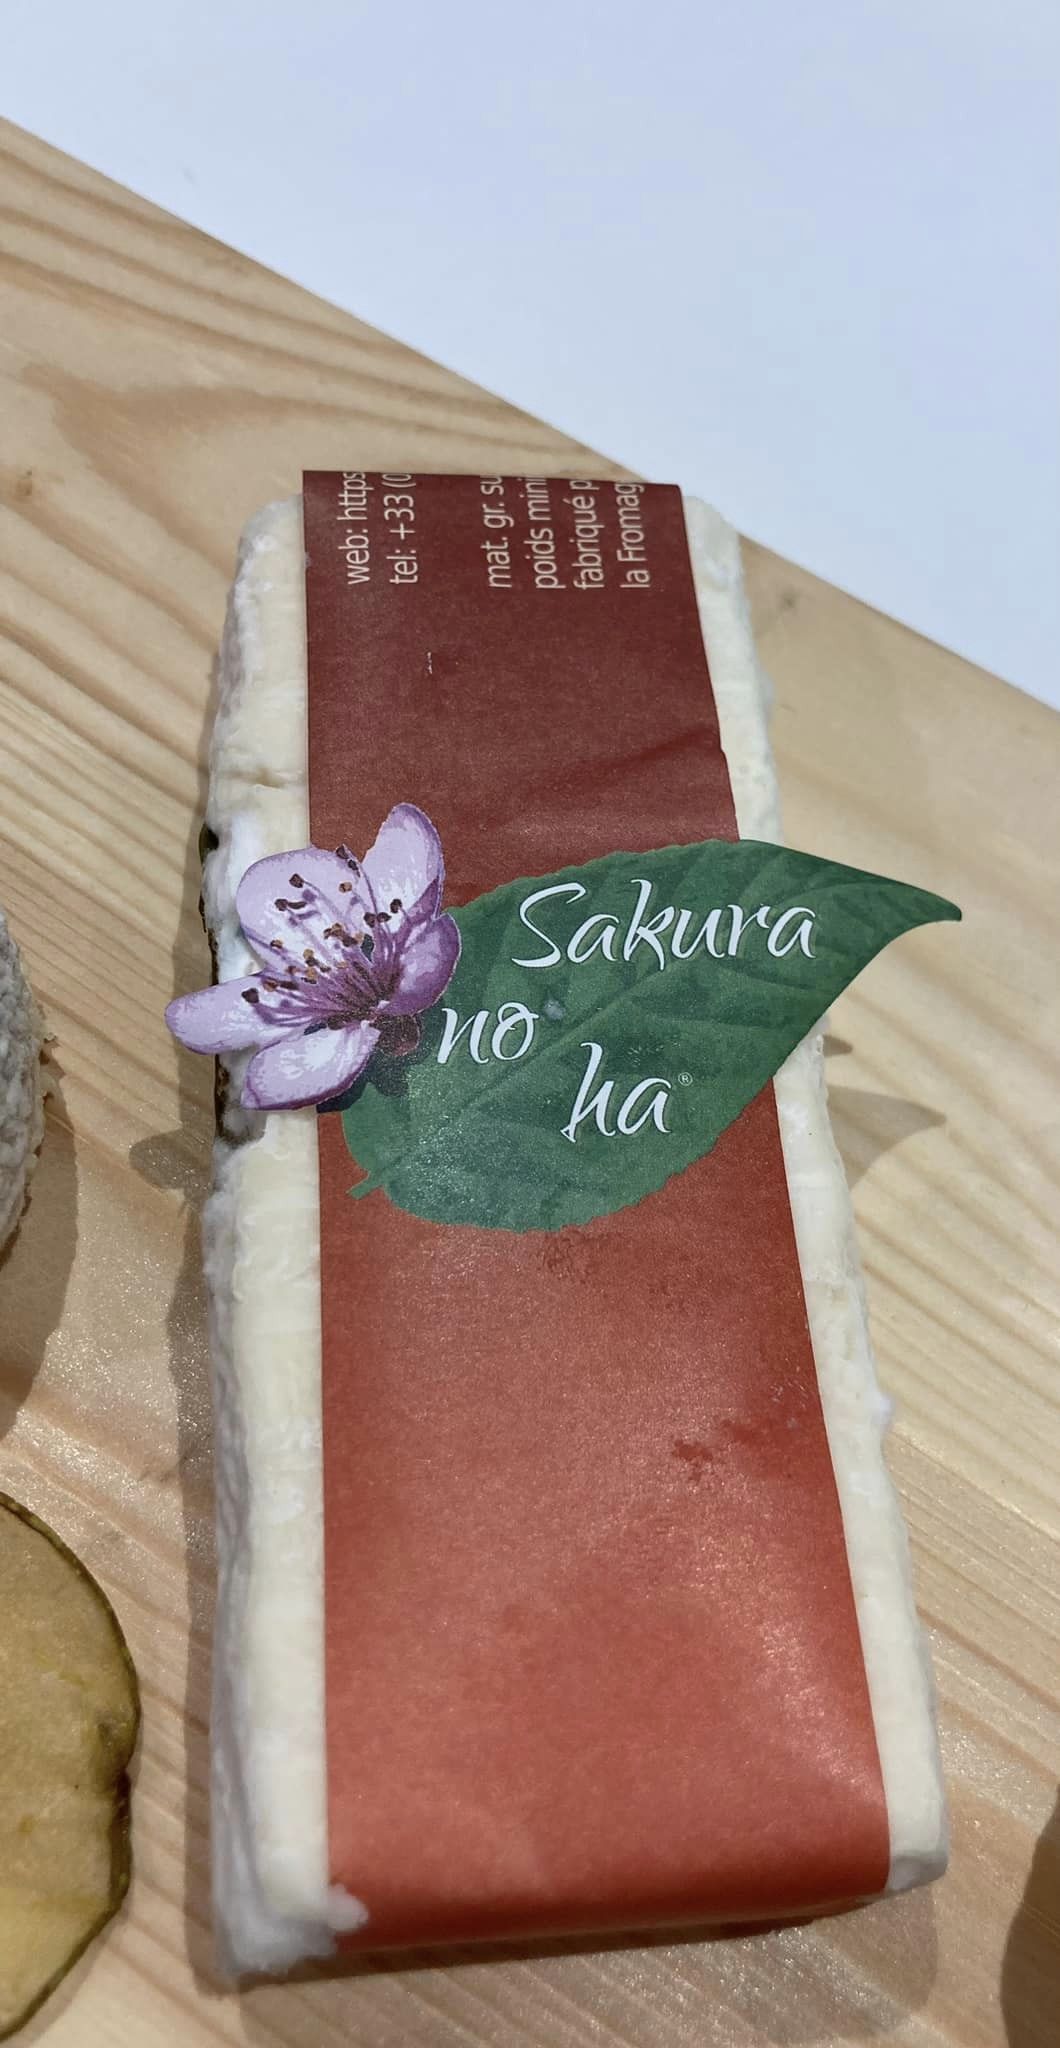 web: https
tel: +33 (0
mat. gr. su
poids mini
fabriqué p
la Fromag
Sakura
no
ha®